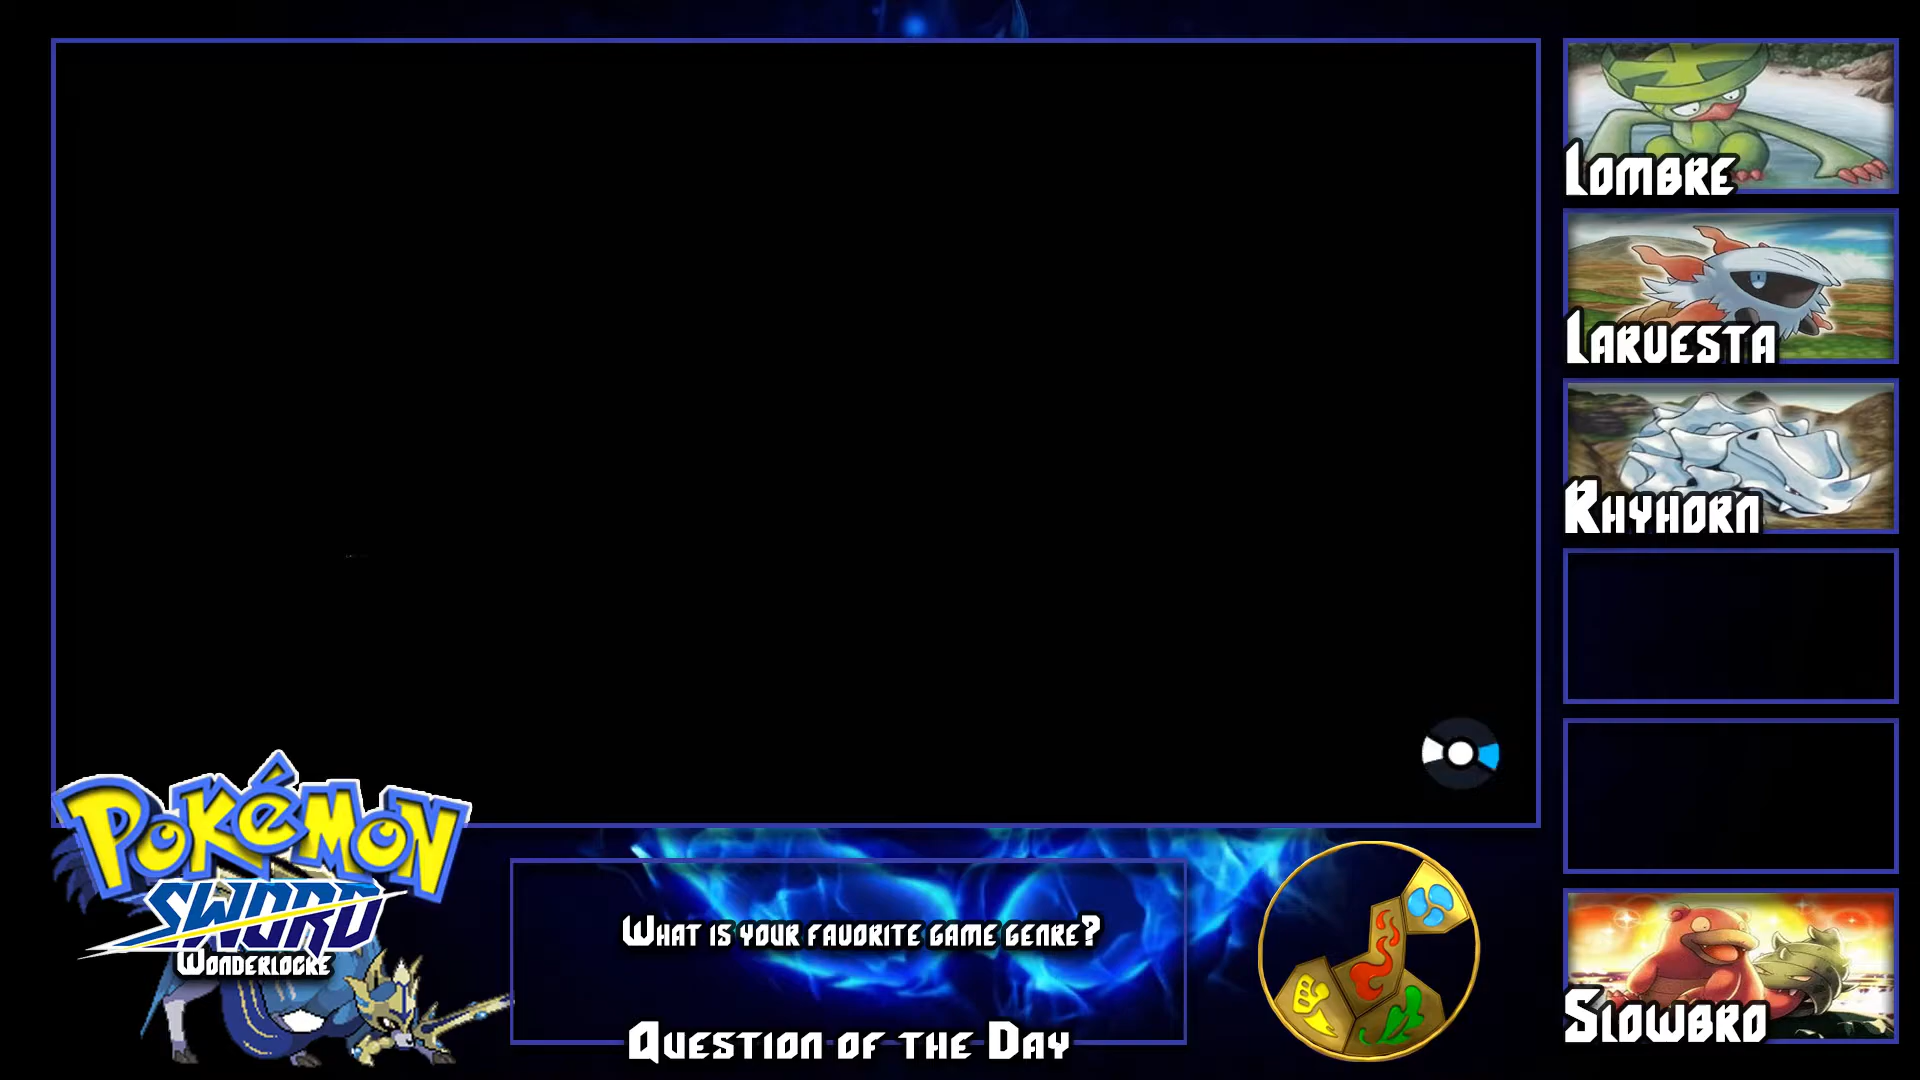 Lombre
Larvesta
Rhyhorn
Pokémon
SWORD
Wonderlocke
What is your favorite game genre?
Question of the Day
Slowbro